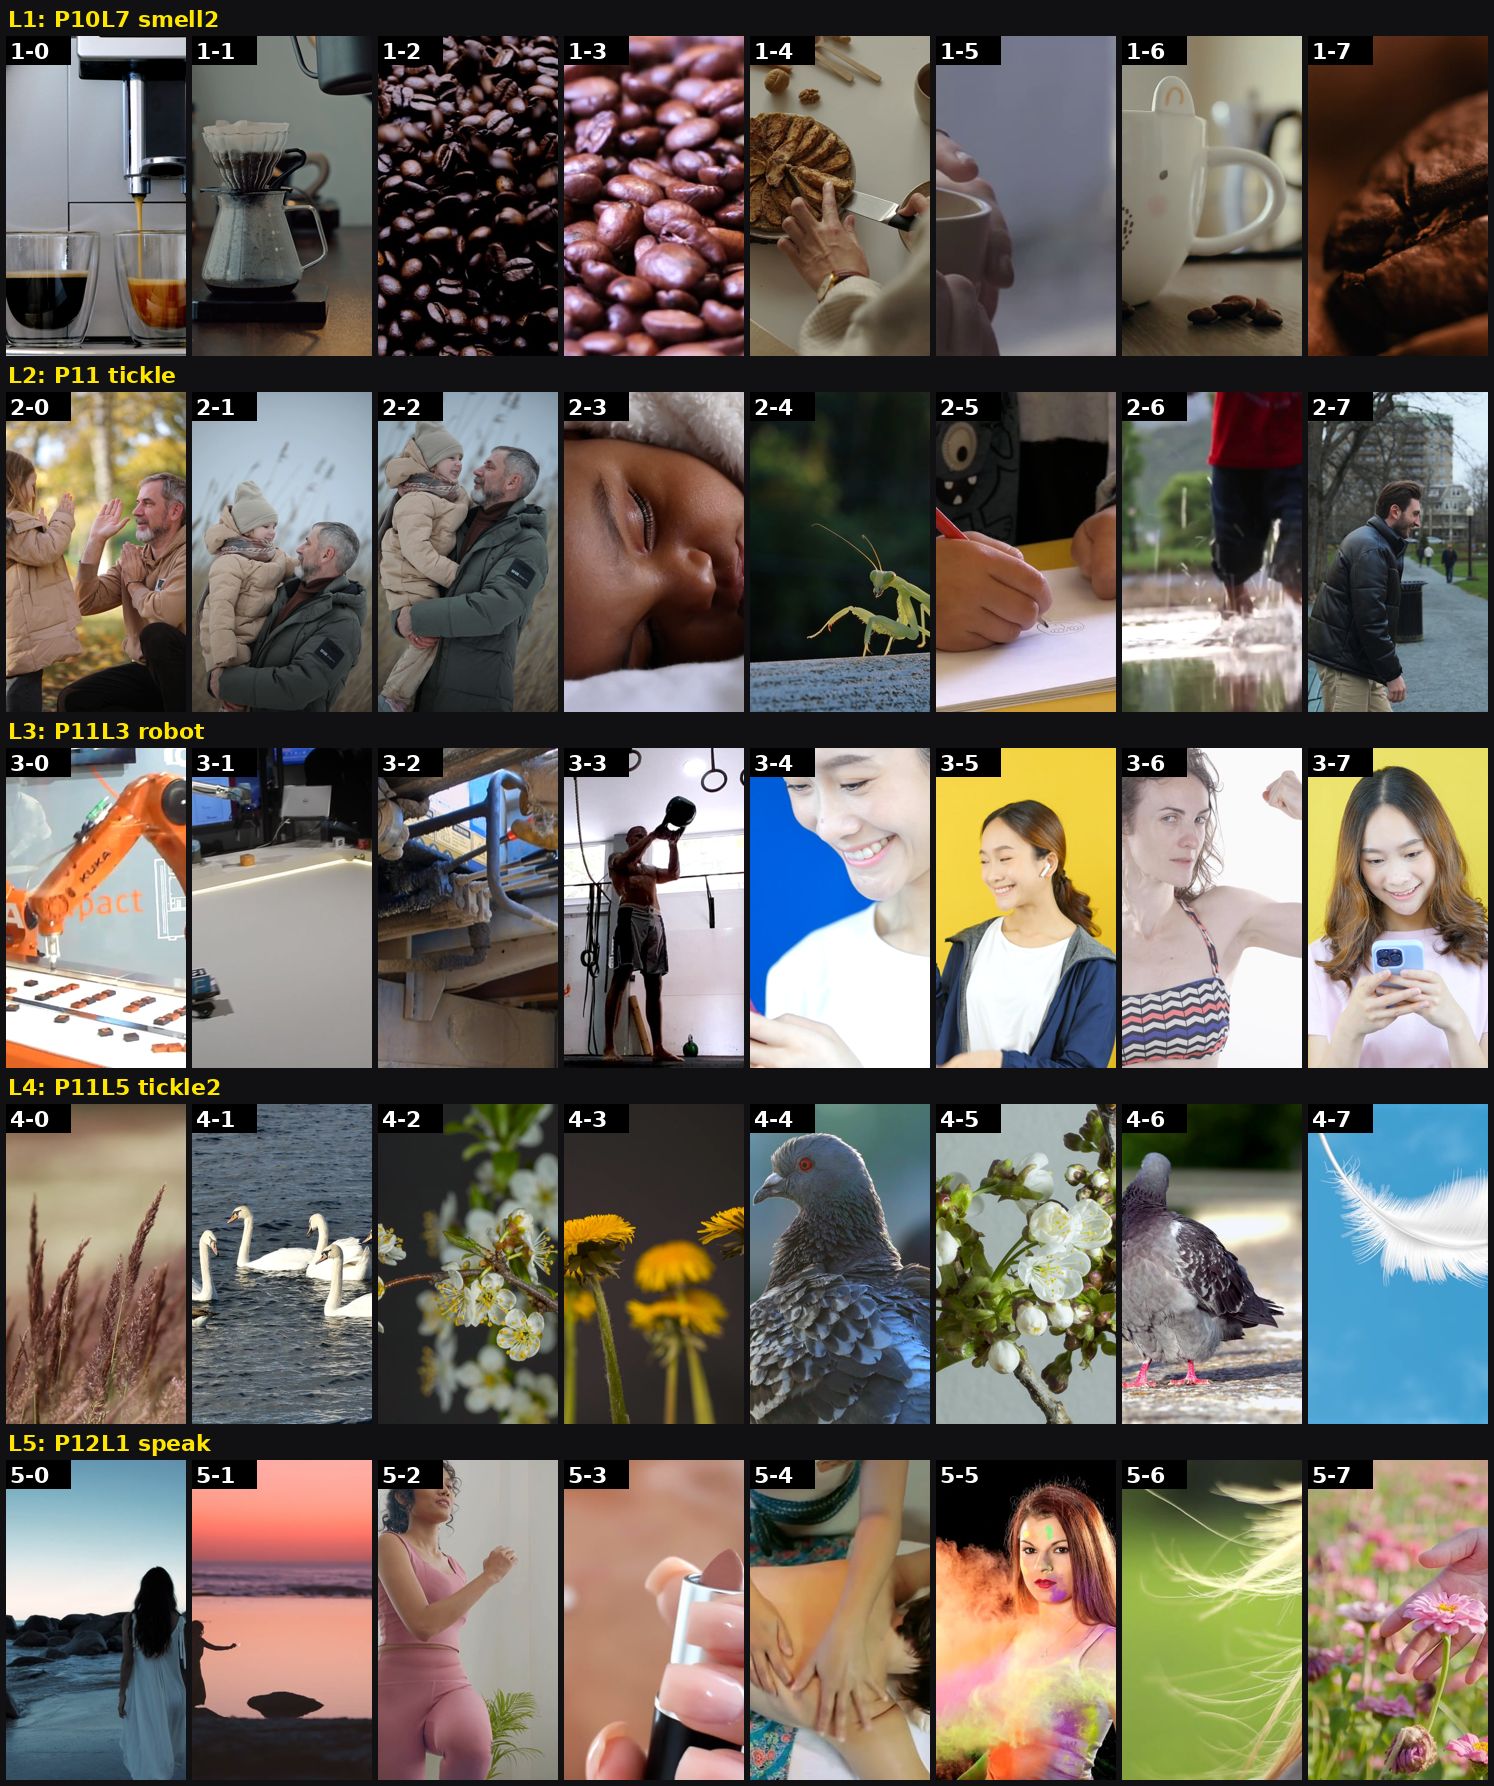 L1: P10L7 smell2
1-0 1-1 1-2 1-3 1-4 1-5 1-6 1-7
L2: P11 tickle
2-0 2-1 2-2 2-3 2-4 2-5 2-6 2-7
L3: P11L3 robot
3-0 3-1 3-2 3-3 3-4 3-5 3-6 3-7
KUKA
pact
L4: P11L5 tickle2
4-0 4-1 4-2 4-3 4-4 4-5 4-6 4-7
L5: P12L1 speak
5-0 5-1 5-2 5-3 5-4 5-5 5-6 5-7